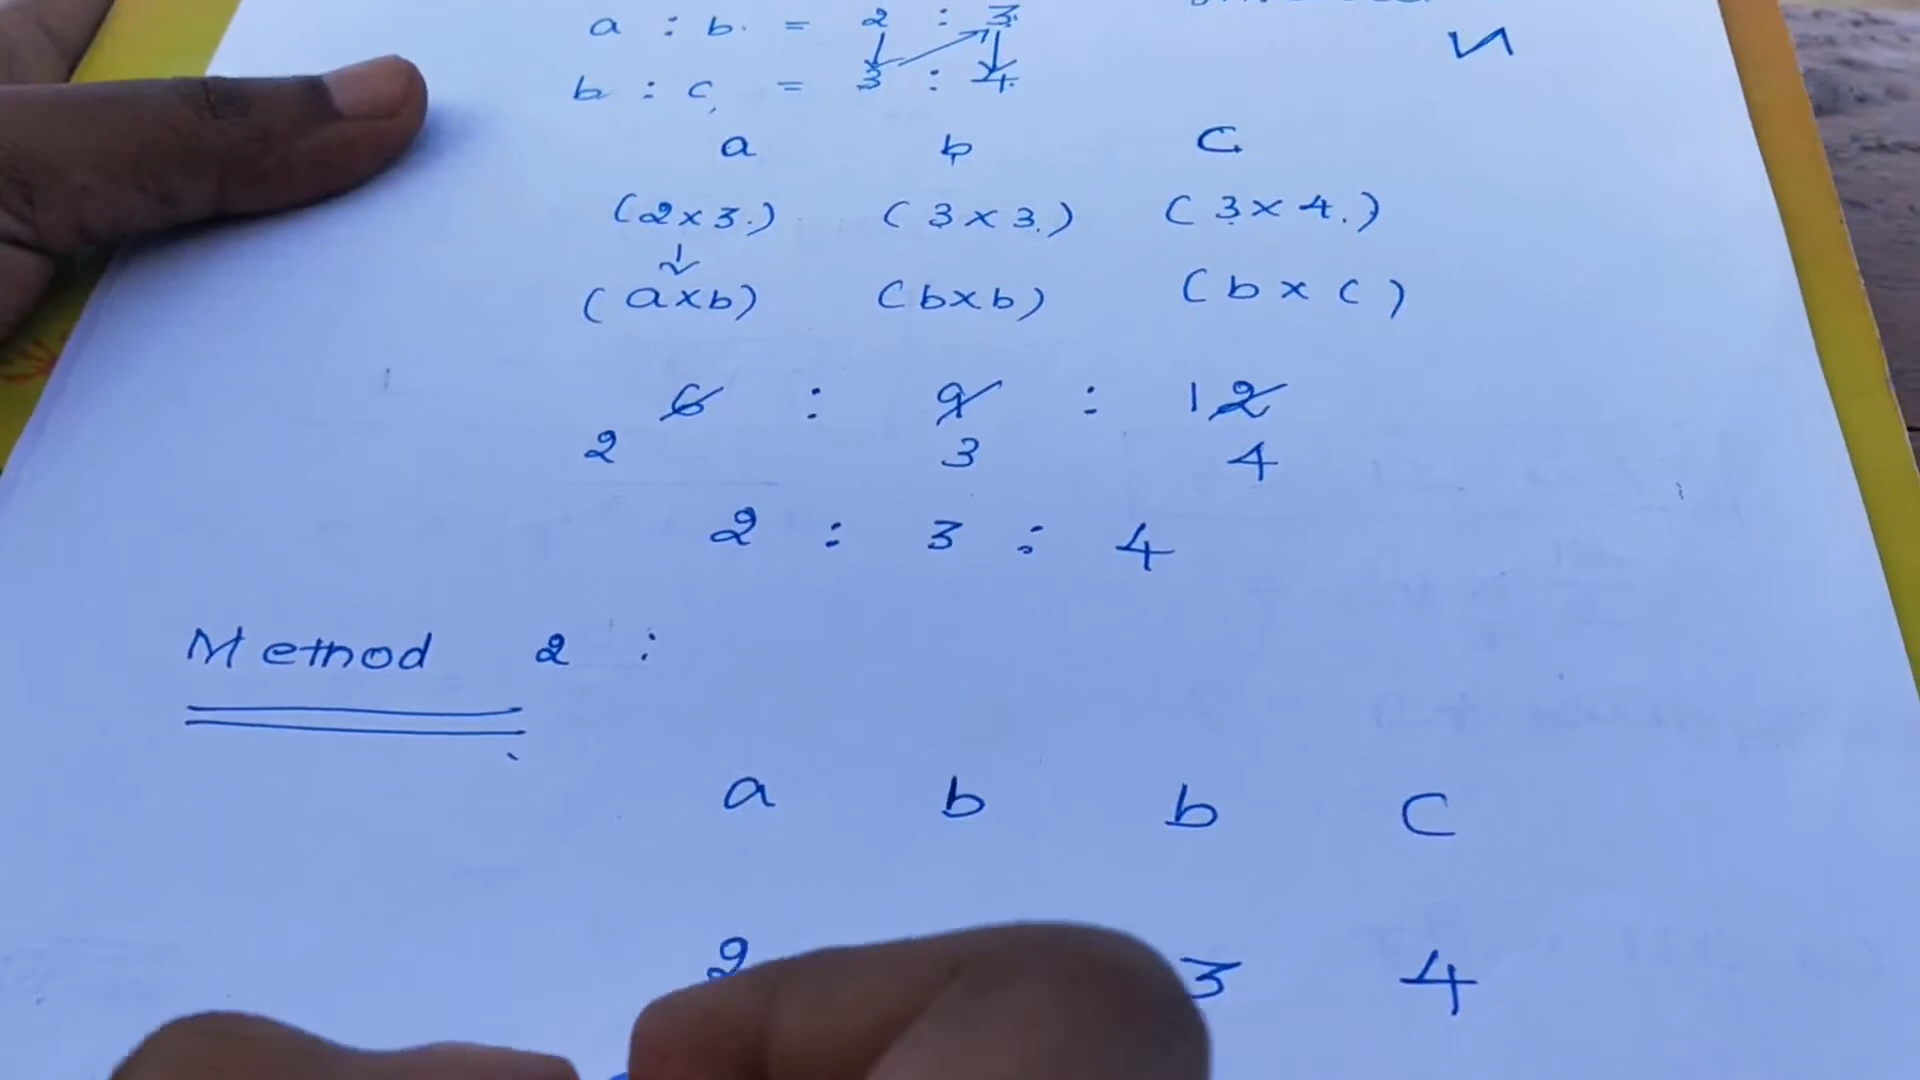 a : b. = 2 : 3.
b : c, = 3 : 4.
a b C
(2 x 3.) (3 x 3.) (3 x 4.)
(a x b) (b x b) (b x c)
6 : 9 : 12
2 3 4
2 : 3 : 4
Method 2 :
a b b C
2 3 4